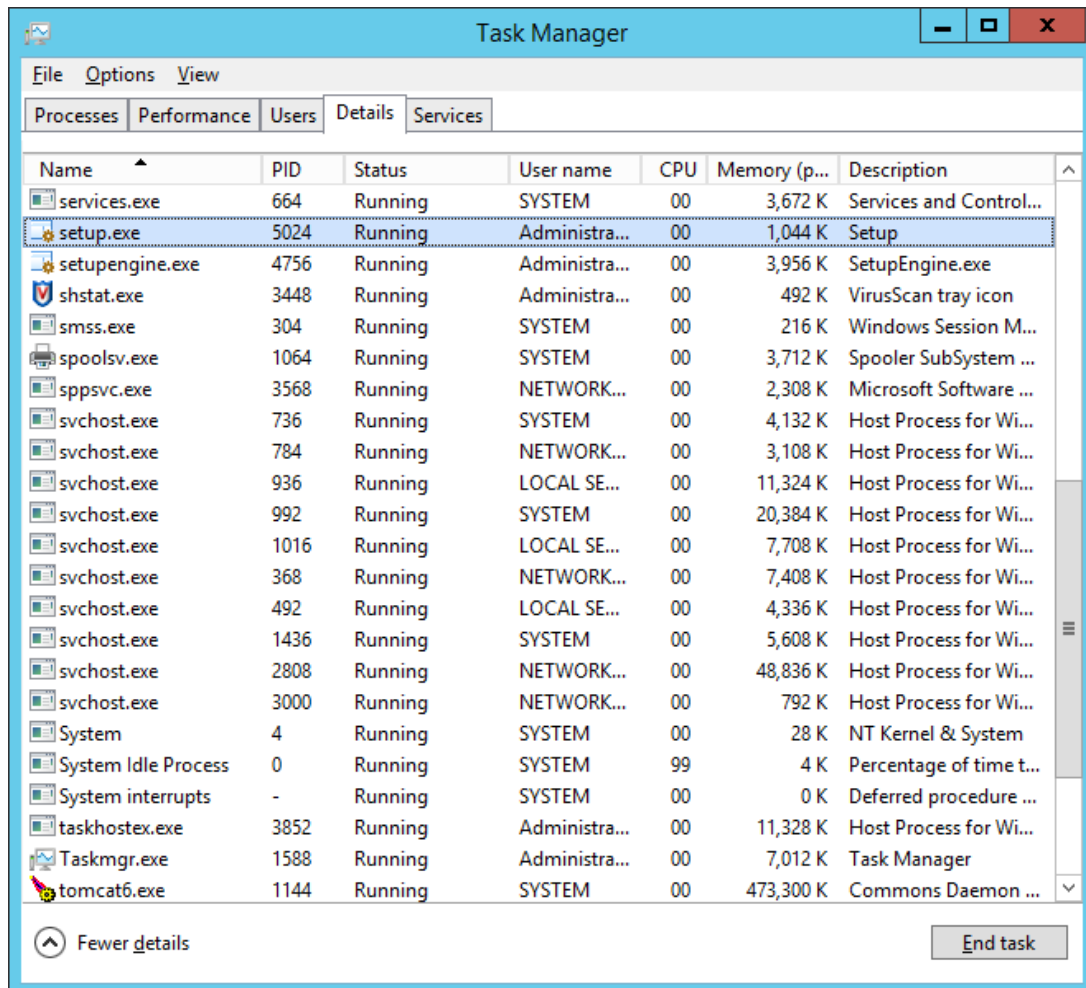 Task Manager
File Options View
Processes Performance Users Details Services
Name PID Status User name CPU Memory (p... Description
services.exe 664 Running SYSTEM 00 3,672 K Services and Control...
setup.exe 5024 Running Administra... 00 1,044 K Setup
setupengine.exe 4756 Running Administra... 00 3,956 K SetupEngine.exe
shstat.exe 3448 Running Administra... 00 492 K VirusScan tray icon
smss.exe 304 Running SYSTEM 00 216 K Windows Session M...
spoolsv.exe 1064 Running SYSTEM 00 3,712 K Spooler SubSystem ...
sppsvc.exe 3568 Running NETWORK... 00 2,308 K Microsoft Software ...
svchost.exe 736 Running SYSTEM 00 4,132 K Host Process for Wi...
svchost.exe 784 Running NETWORK... 00 3,108 K Host Process for Wi...
svchost.exe 936 Running LOCAL SE... 00 11,324 K Host Process for Wi...
svchost.exe 992 Running SYSTEM 00 20,384 K Host Process for Wi...
svchost.exe 1016 Running LOCAL SE... 00 7,708 K Host Process for Wi...
svchost.exe 368 Running NETWORK... 00 7,408 K Host Process for Wi...
svchost.exe 492 Running LOCAL SE... 00 4,336 K Host Process for Wi...
svchost.exe 1436 Running SYSTEM 00 5,608 K Host Process for Wi...
svchost.exe 2808 Running NETWORK... 00 48,836 K Host Process for Wi...
svchost.exe 3000 Running NETWORK... 00 792 K Host Process for Wi...
System 4 Running SYSTEM 00 28 K NT Kernel & System
System Idle Process 0 Running SYSTEM 99 4 K Percentage of time t...
System interrupts - Running SYSTEM 00 0 K Deferred procedure ...
taskhostex.exe 3852 Running Administra... 00 11,328 K Host Process for Wi...
Taskmgr.exe 1588 Running Administra... 00 7,012 K Task Manager
tomcat6.exe 1144 Running SYSTEM 00 473,300 K Commons Daemon ...
Fewer details End task